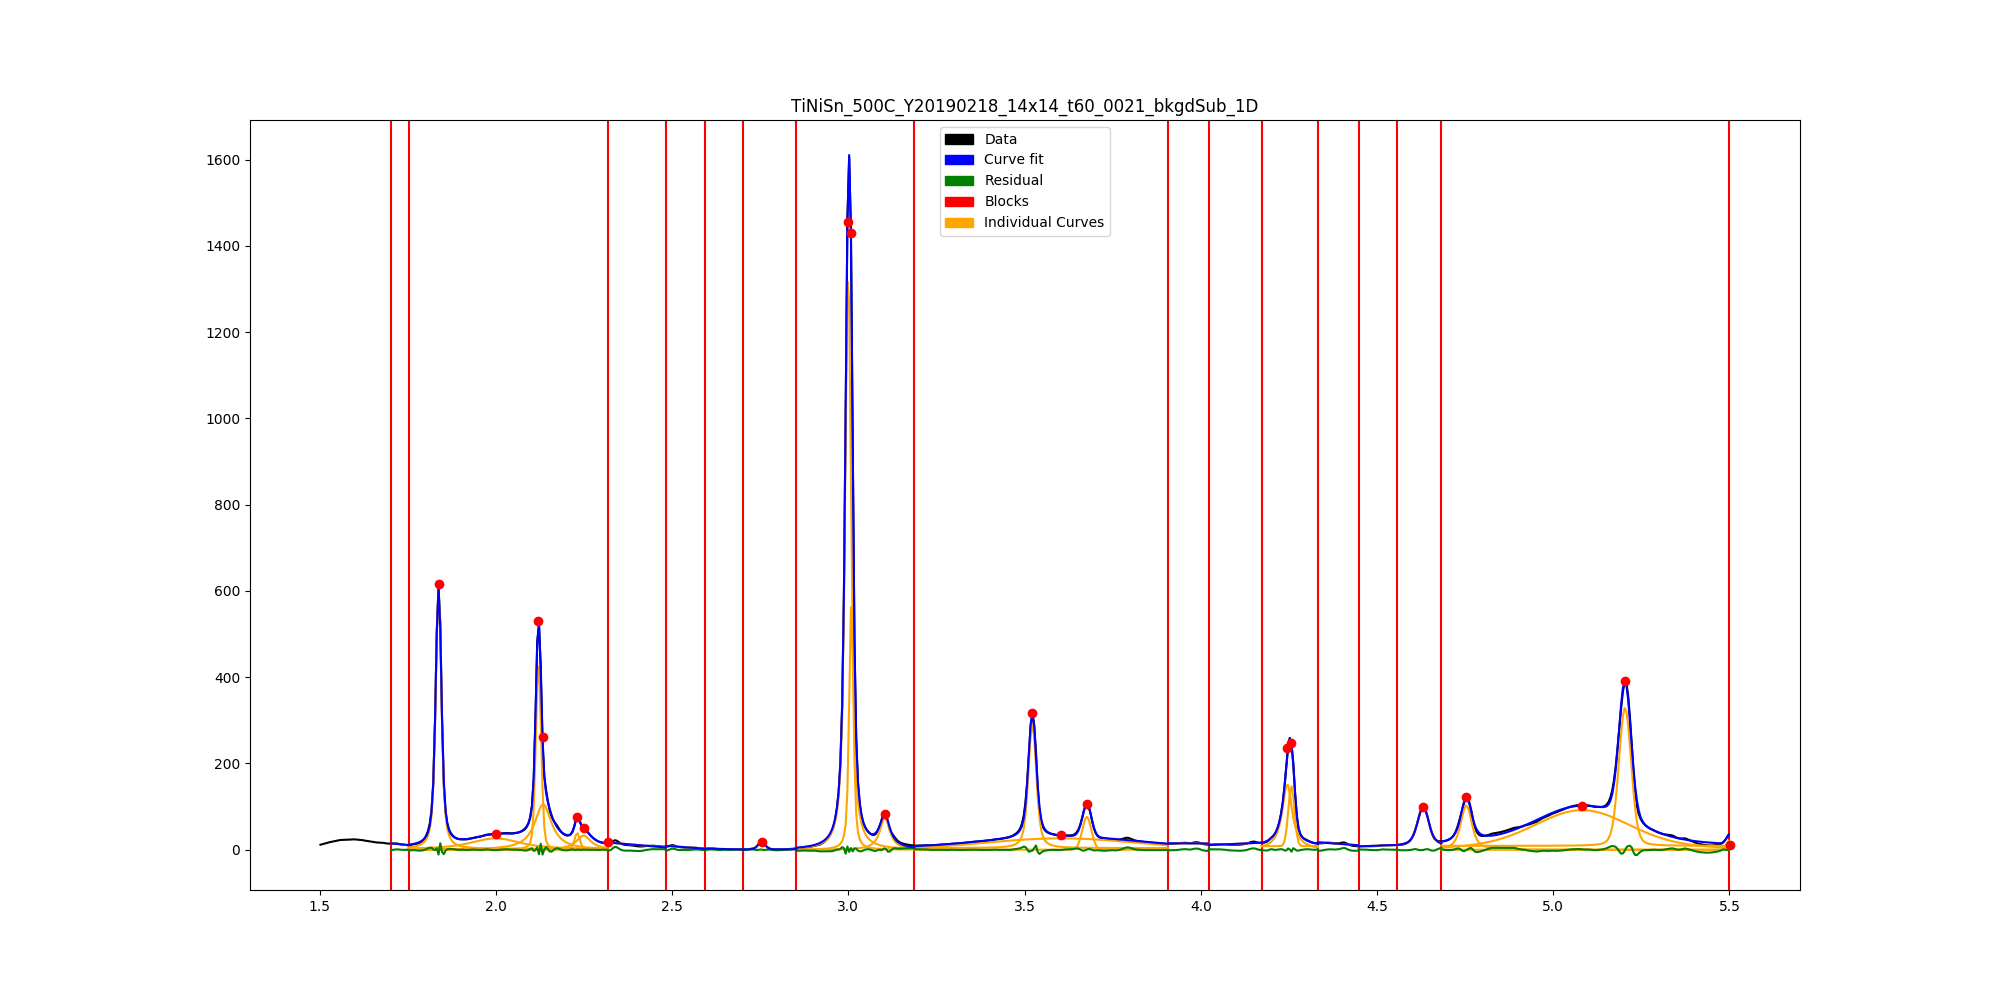 TiNiSn_500C_Y20190218_14x14_t60_0021_bkgdSub_1D
Data
Curve fit
Residual
Blocks
Individual Curves
1600
1400
1200
1000
800
600
400
200
0
1.5 2.0 2.5 3.0 3.5 4.0 4.5 5.0 5.5